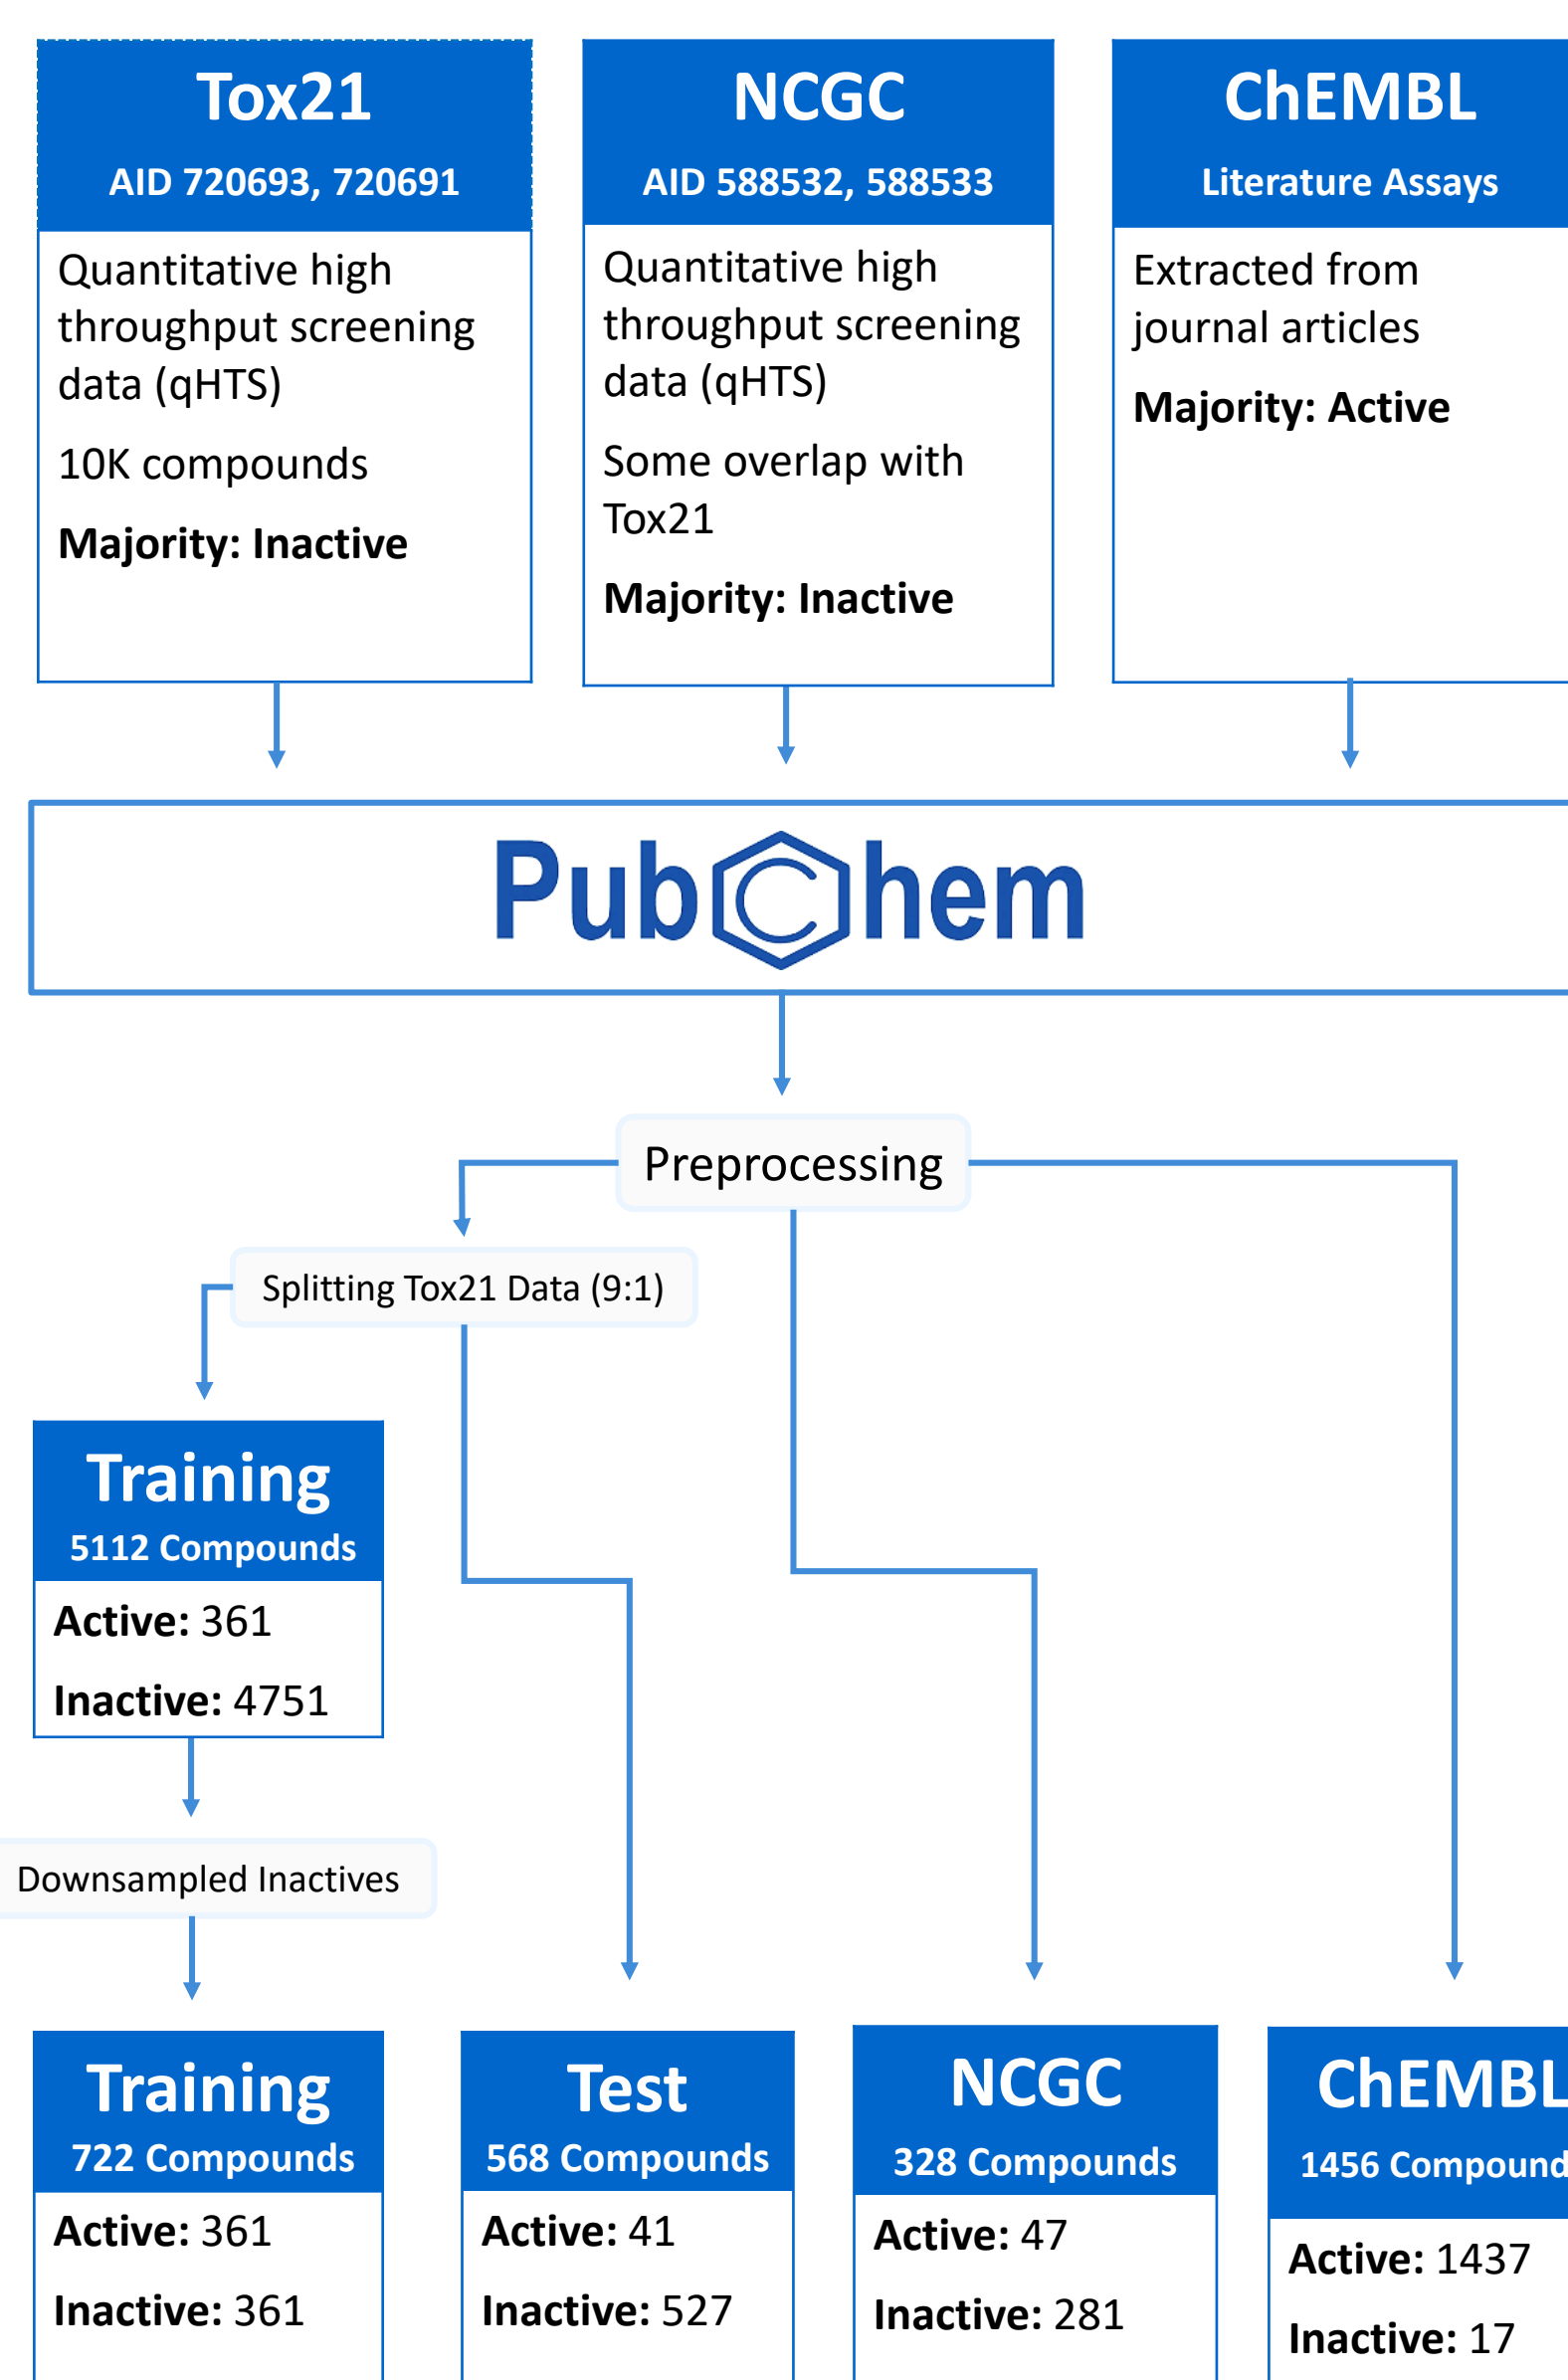 Tox21
AID 720693, 720691
Quantitative high
throughput screening
data (qHTS)
10K compounds
Majority: Inactive
NCGC
AID 588532, 588533
Quantitative high
throughput screening
data (qHTS)
Some overlap with
Tox21
Majority: Inactive
ChEMBL
Literature Assays
Extracted from
journal articles
Majority: Active
PubChem
Preprocessing
Splitting Tox21 Data (9:1)
Training
5112 Compounds
Active: 361
Inactive: 4751
Downsampled Inactives
Training
722 Compounds
Active: 361
Inactive: 361
Test
568 Compounds
Active: 41
Inactive: 527
NCGC
328 Compounds
Active: 47
Inactive: 281
ChEMBL
1456 Compound
Active: 1437
Inactive: 17